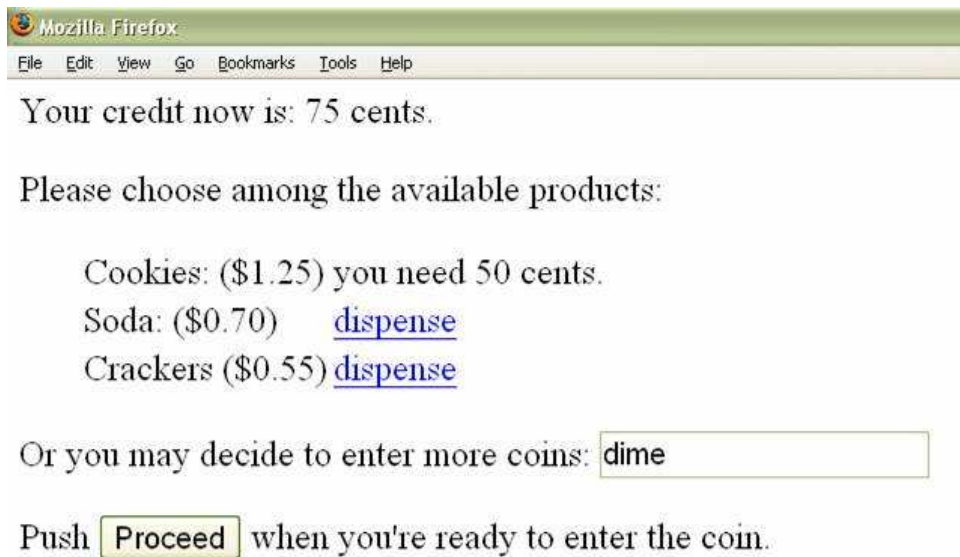 Mozilla Firefox
File Edit View Go Bookmarks Tools Help
Your credit now is: 75 cents.
Please choose among the available products:
Cookies: ($1.25) you need 50 cents.
Soda: ($0.70) dispense
Crackers ($0.55) dispense
Or you may decide to enter more coins: dime
Push Proceed when you're ready to enter the coin.